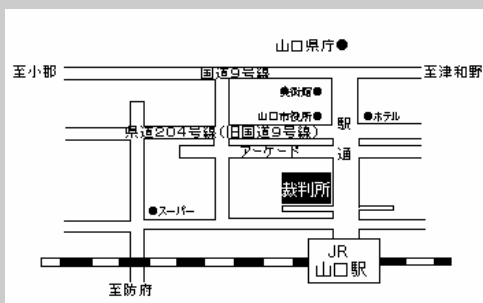 山口県庁●
至小郡
国道9号線
至津和野
美術館●
山口市役所●
駅通
●ホテル
県道204号線(旧国道9号線)
アーケード
裁判所
●スーパー
JR
山口駅
至防府